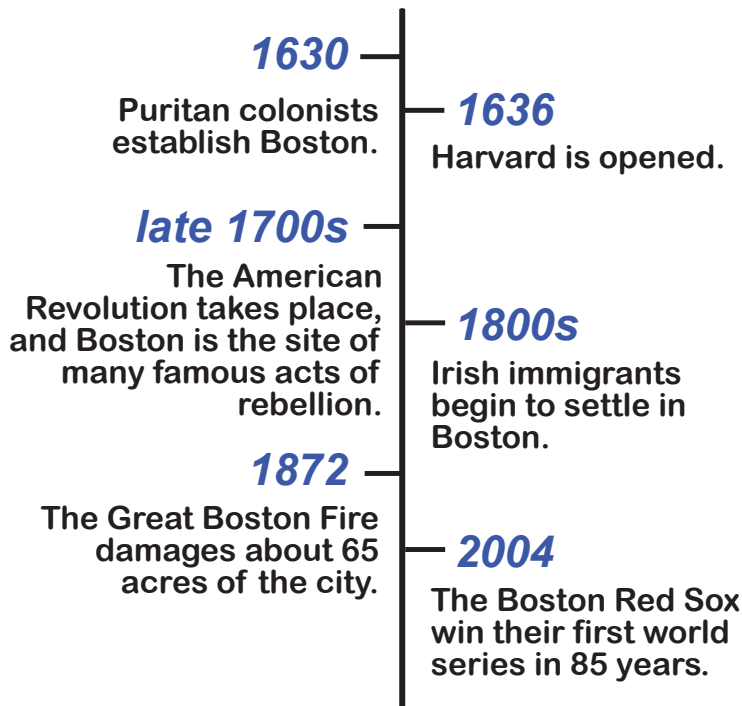 1630
Puritan colonists
establish Boston.
1636
Harvard is opened.
late 1700s
The American
Revolution takes place,
and Boston is the site of
many famous acts of
rebellion.
1800s
Irish immigrants
begin to settle in
Boston.
1872
The Great Boston Fire
damages about 65
acres of the city.
2004
The Boston Red Sox
win their first world
series in 85 years.